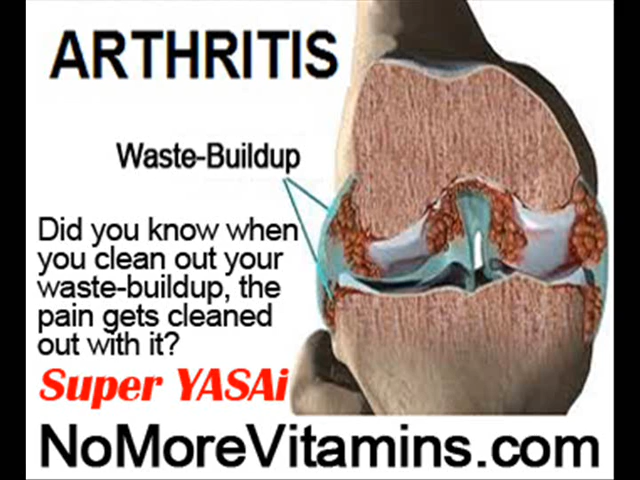 ARTHRITIS
Waste-Buildup
Did you know when
you clean out your
waste-buildup, the
pain gets cleaned
out with it?
Super YASAi
NoMoreVitamins.com